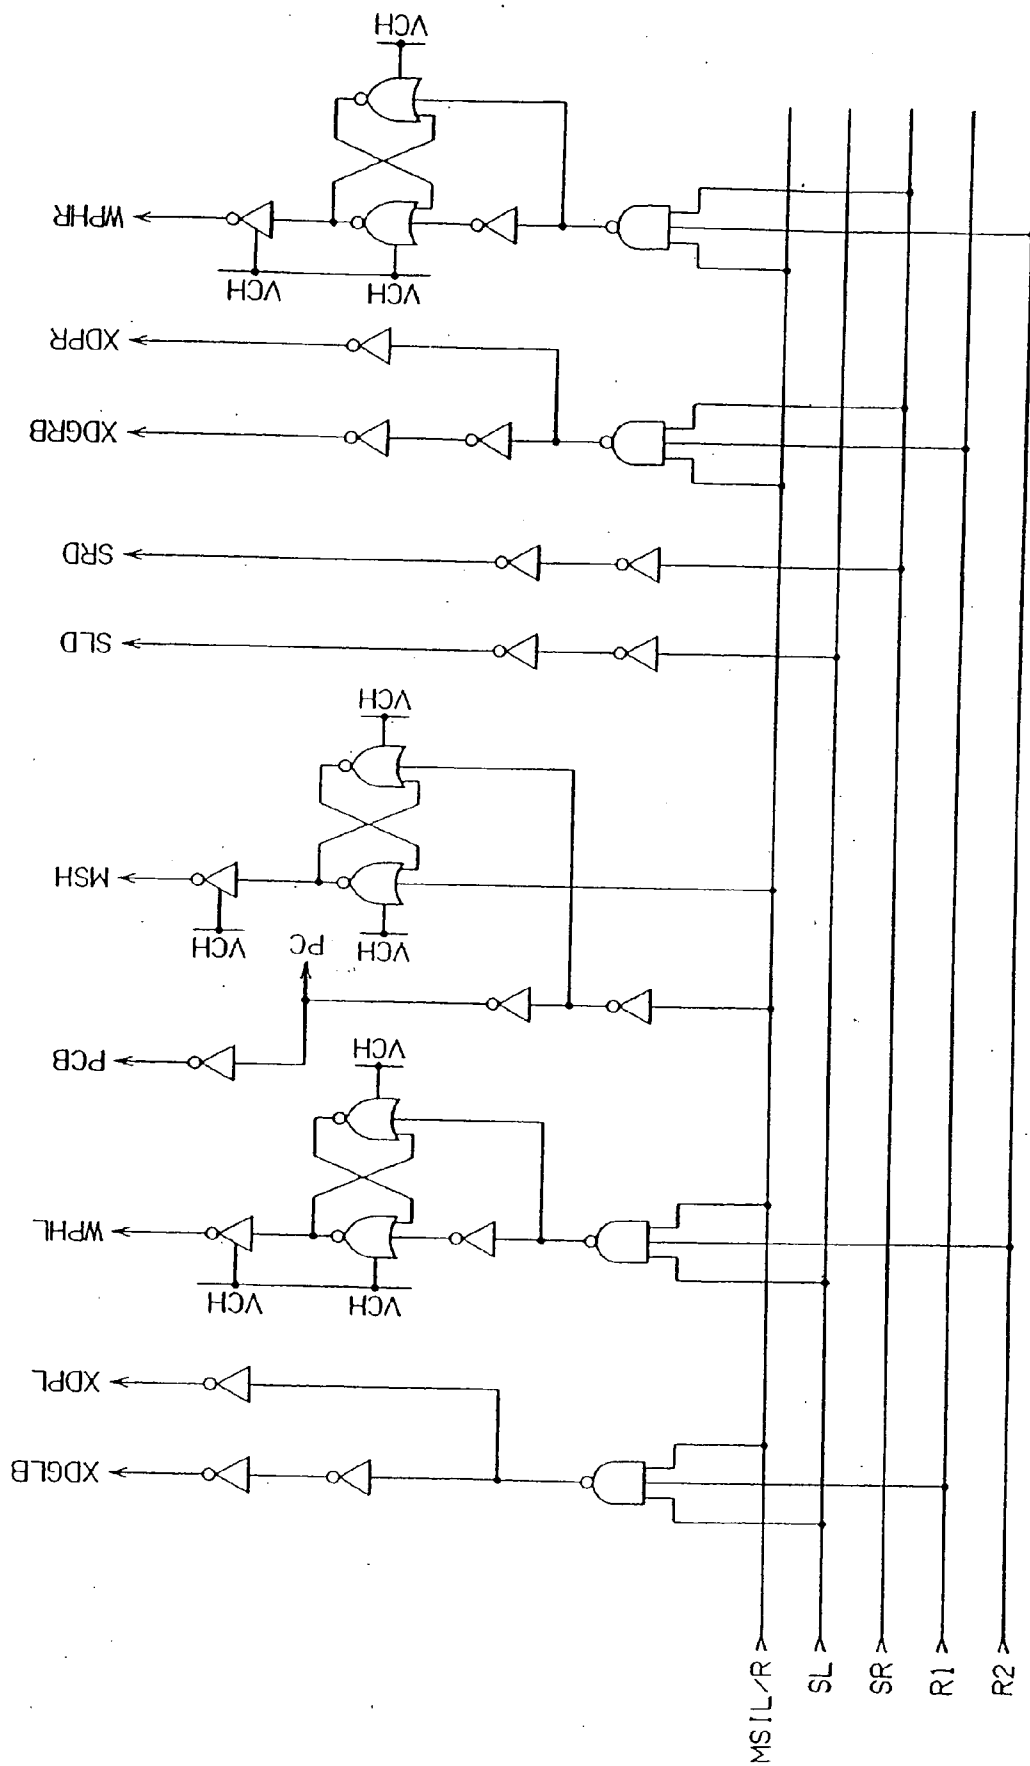 VCH
WPHR
VCH
VCH
XDPR
XDGRB
SRD
SLD
VCH
MSH
VCH
VCH
PC
PCB
VCH
WPHL
VCH
VCH
XDPL
XDGLB
MSIL/R
SL
SR
R1
R2